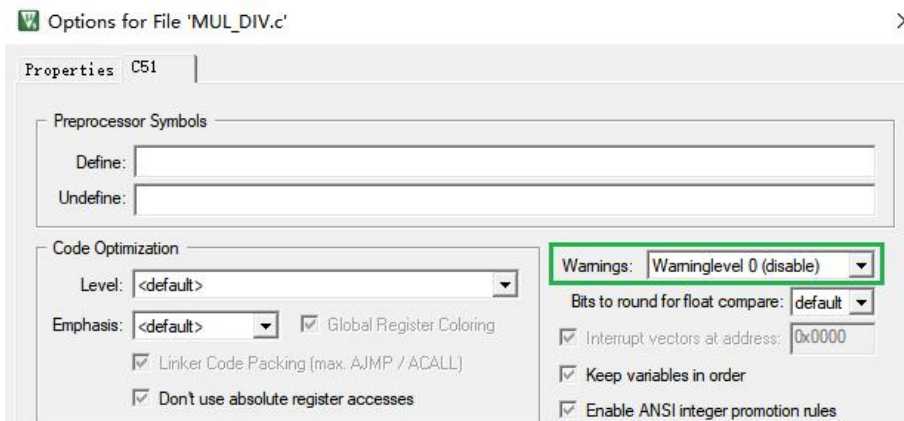 Options for File 'MUL_DIV.c'
Properties C51
Preprocessor Symbols
Define:
Undefine:
Code Optimization
Level: <default>
Emphasis: <default> Global Register Coloring
Linker Code Packing (max. AJMP / ACALL)
Don't use absolute register accesses
Warnings: Warninglevel 0 (disable)
Bits to round for float compare: default
Interrupt vectors at address: 0x0000
Keep variables in order
Enable ANSI integer promotion rules